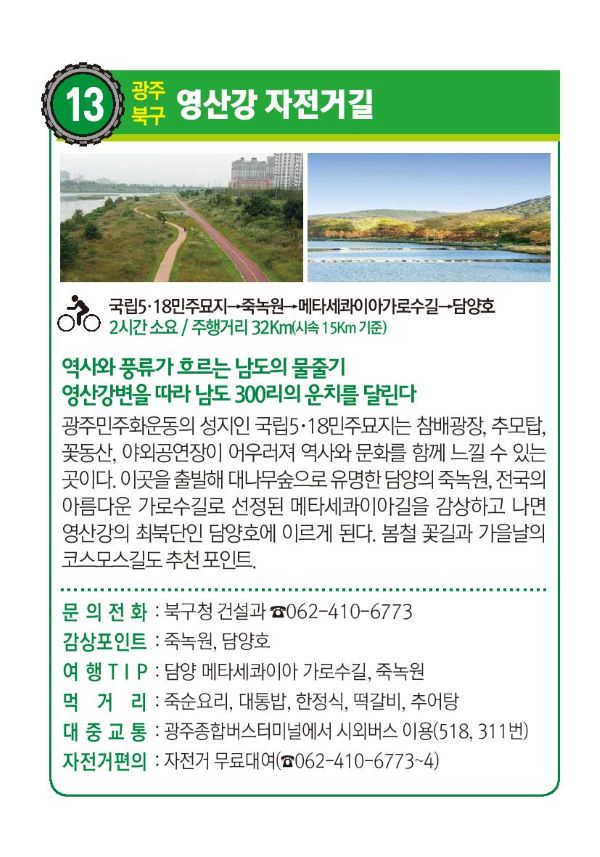 13
광주
북구
영산강 자전거길
국립5·18민주묘지→죽녹원→메타세콰이아가로수길→담양호
2시간 소요 / 주행거리 32Km(시속 15Km 기준)
역사와 풍류가 흐르는 남도의 물줄기
영산강변을 따라 남도 300리의 운치를 달린다
광주민주화운동의 성지인 국립5·18민주묘지는 참배광장, 추모탑,
꽃동산, 야외공연장이 어우러져 역사와 문화를 함께 느낄 수 있는
곳이다. 이곳을 출발해 대나무숲으로 유명한 담양의 죽녹원, 전국의
아름다운 가로수길로 선정된 메타세콰이아길을 감상하고 나면
영산강의 최북단인 담양호에 이르게 된다. 봄철 꽃길과 가을날의
코스모스길도 추천 포인트.
문의전화 : 북구청 건설과 ☎062-410-6773
감상포인트 : 죽녹원, 담양호
여행TIP : 담양 메타세콰이아 가로수길, 죽녹원
먹거리 : 죽순요리, 대통밥, 한정식, 떡갈비, 추어탕
대중교통 : 광주종합버스터미널에서 시외버스 이용(518, 311번)
자전거편의 : 자전거 무료대여(☎062-410-6773~4)